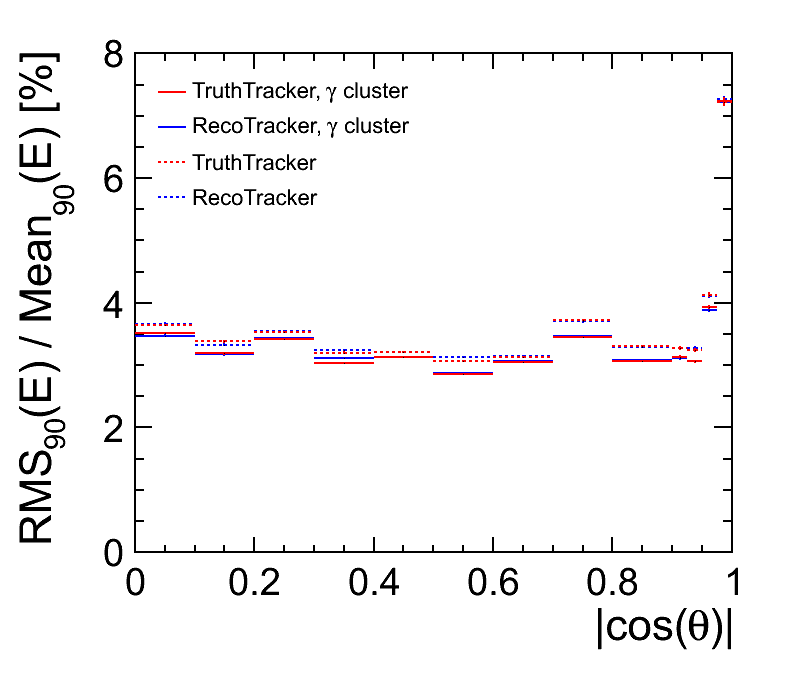 RMS90(E) / Mean90(E) [%]
8
6
4
2
0
TruthTracker, γ cluster
RecoTracker, γ cluster
TruthTracker
RecoTracker
0 0.2 0.4 0.6 0.8 1
|cos(θ)|